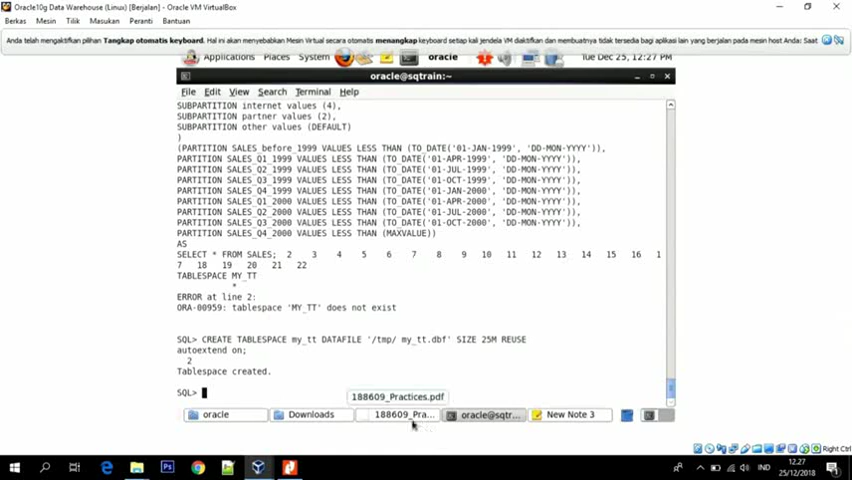 Oracle10g Data Warehouse (Linux) [Berjalan] - Oracle VM VirtualBox
Berkas Mesin Tilik Masukan Peranti Bantuan
Anda telah mengaktifkan pilihan Tangkap otomatis keyboard. Hal ini akan menyebabkan Mesin Virtual secara otomatis menangkap keyboard setiap kali jendela VM diaktifkan dan membuatnya tidak tersedia bagi aplikasi lain yang berjalan pada mesin host Anda: Saat
Applications Places System oracle Tue Dec 25, 12:27 PM
oracle@sqtrain:~
File Edit View Search Terminal Help
SUBPARTITION internet values (4),
SUBPARTITION partner values (2),
SUBPARTITION other values (DEFAULT)
)
(PARTITION SALES_before_1999 VALUES LESS THAN (TO_DATE('01-JAN-1999', 'DD-MON-YYYY')),
PARTITION SALES_Q1_1999 VALUES LESS THAN (TO_DATE('01-APR-1999', 'DD-MON-YYYY')),
PARTITION SALES_Q2_1999 VALUES LESS THAN (TO_DATE('01-JUL-1999', 'DD-MON-YYYY')),
PARTITION SALES_Q3_1999 VALUES LESS THAN (TO_DATE('01-OCT-1999', 'DD-MON-YYYY')),
PARTITION SALES_Q4_1999 VALUES LESS THAN (TO_DATE('01-JAN-2000', 'DD-MON-YYYY')),
PARTITION SALES_Q1_2000 VALUES LESS THAN (TO_DATE('01-APR-2000', 'DD-MON-YYYY')),
PARTITION SALES_Q2_2000 VALUES LESS THAN (TO_DATE('01-JUL-2000', 'DD-MON-YYYY')),
PARTITION SALES_Q3_2000 VALUES LESS THAN (TO_DATE('01-OCT-2000', 'DD-MON-YYYY')),
PARTITION SALES_Q4_2000 VALUES LESS THAN (MAXVALUE))
AS
SELECT * FROM SALES; 2 3 4 5 6 7 8 9 10 11 12 13 14 15 16 1
7 18 19 20 21 22
TABLESPACE MY_TT
*
ERROR at line 2:
ORA-00959: tablespace 'MY_TT' does not exist
SQL> CREATE TABLESPACE my_tt DATAFILE '/tmp/ my_tt.dbf' SIZE 25M REUSE
autoextend on;
2
Tablespace created.
SQL>
188609_Practices.pdf
oracle Downloads 188609_Pra... oracle@sqtr... New Note 3
Right Ctrl
IND
12.27
25/12/2018